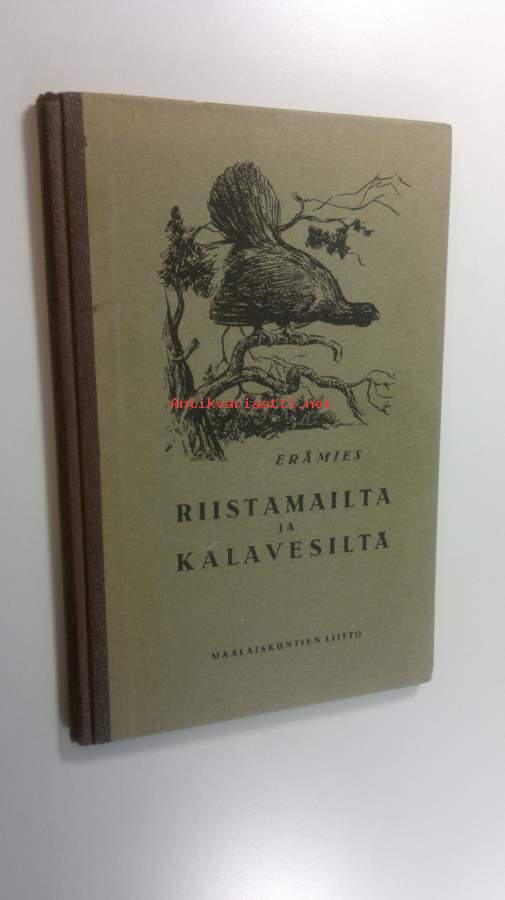 Antikvariaatti.net
ERÄMIES
RIISTAMAILTA
JA
KALAVESILTÄ
MAALAISKUNTIEN LIITTO